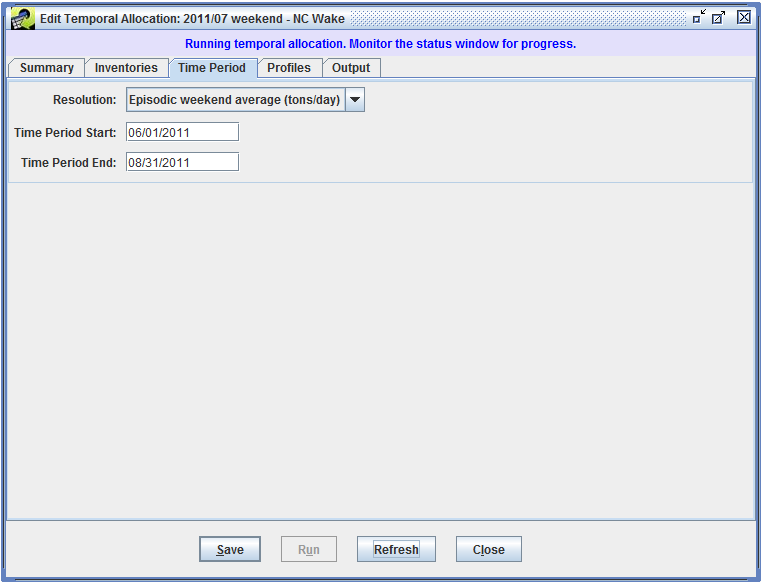 Edit Temporal Allocation: 2011/07 weekend - NC Wake
Running temporal allocation. Monitor the status window for progress.
Summary Inventories Time Period Profiles Output
Resolution: Episodic weekend average (tons/day)
Time Period Start: 06/01/2011
Time Period End: 08/31/2011
Save Run Refresh Close